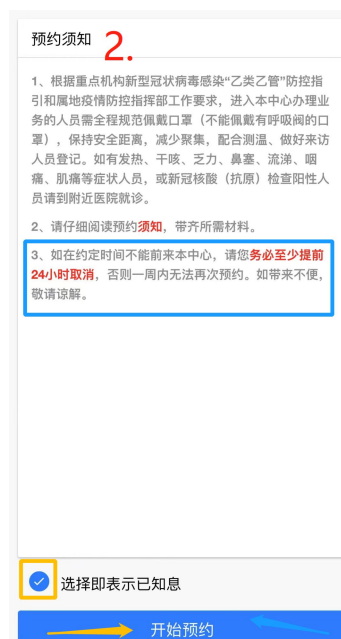 预约须知 2.
1、根据重点机构新型冠状病毒感染“乙类乙管”防控指
引和属地疫情防控指挥部工作要求，进入本中心办理业
务的人员需全程规范佩戴口罩（不能佩戴有呼吸阀的口
罩），保持安全距离，减少聚集，配合测温、做好来访
人员登记。如有发热、干咳、乏力、鼻塞、流涕、咽
痛、肌痛等症状人员，或新冠核酸（抗原）检查阳性人
员请到附近医院就诊。
2、请仔细阅读预约须知，带齐所需材料。
3、如在约定时间不能前来本中心，请您务必至少提前
24小时取消，否则一周内无法再次预约。如带来不便，
敬请谅解。
选择即表示已知息
开始预约